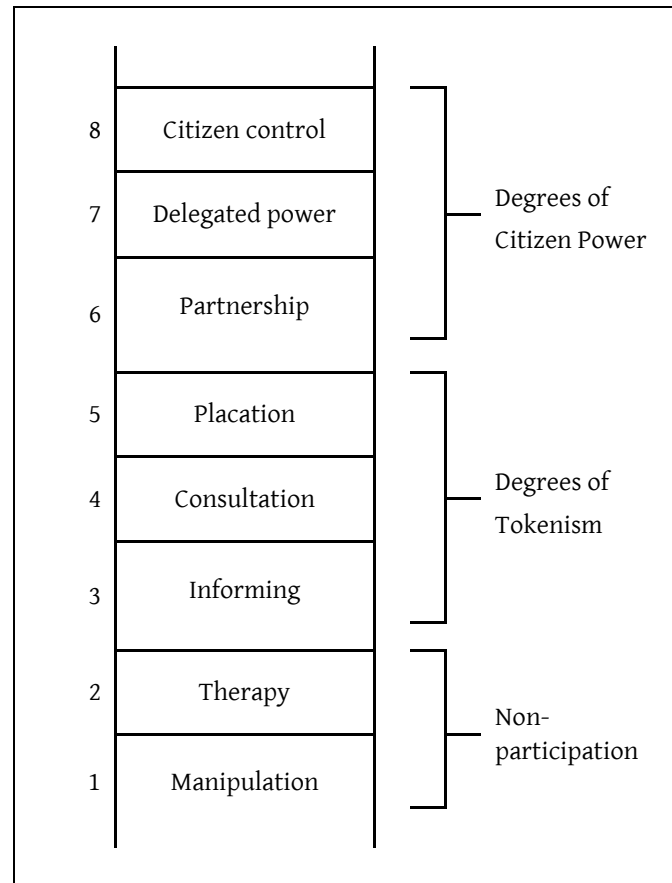 8 Citizen control
7 Delegated power
6 Partnership
5 Placation
4 Consultation
3 Informing
2 Therapy
1 Manipulation
Degrees of
Citizen Power
Degrees of
Tokenism
Non-
participation